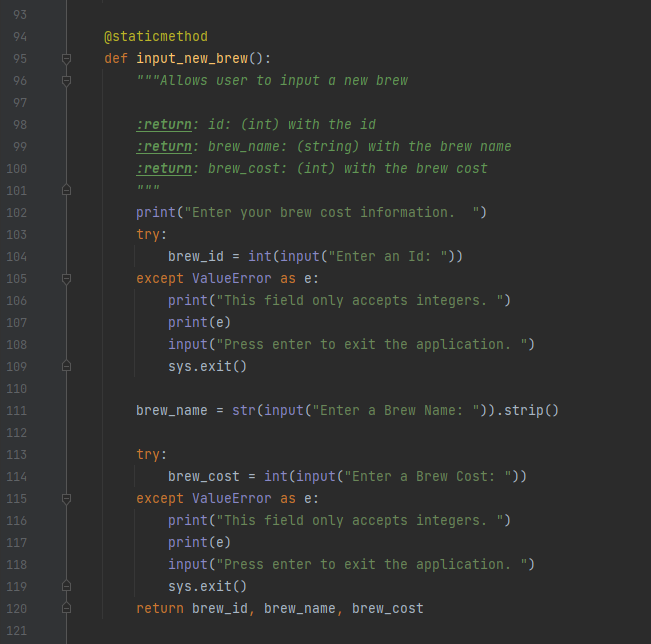 93
94 @staticmethod
95 def input_new_brew():
96 """Allows user to input a new brew
97
98 :return: id: (int) with the id
99 :return: brew_name: (string) with the brew name
100 :return: brew_cost: (int) with the brew cost
101 """
102 print("Enter your brew cost information.  ")
103 try:
104 brew_id = int(input("Enter an Id: "))
105 except ValueError as e:
106 print("This field only accepts integers. ")
107 print(e)
108 input("Press enter to exit the application. ")
109 sys.exit()
110
111 brew_name = str(input("Enter a Brew Name: ")).strip()
112
113 try:
114 brew_cost = int(input("Enter a Brew Cost: "))
115 except ValueError as e:
116 print("This field only accepts integers. ")
117 print(e)
118 input("Press enter to exit the application. ")
119 sys.exit()
120 return brew_id, brew_name, brew_cost
121